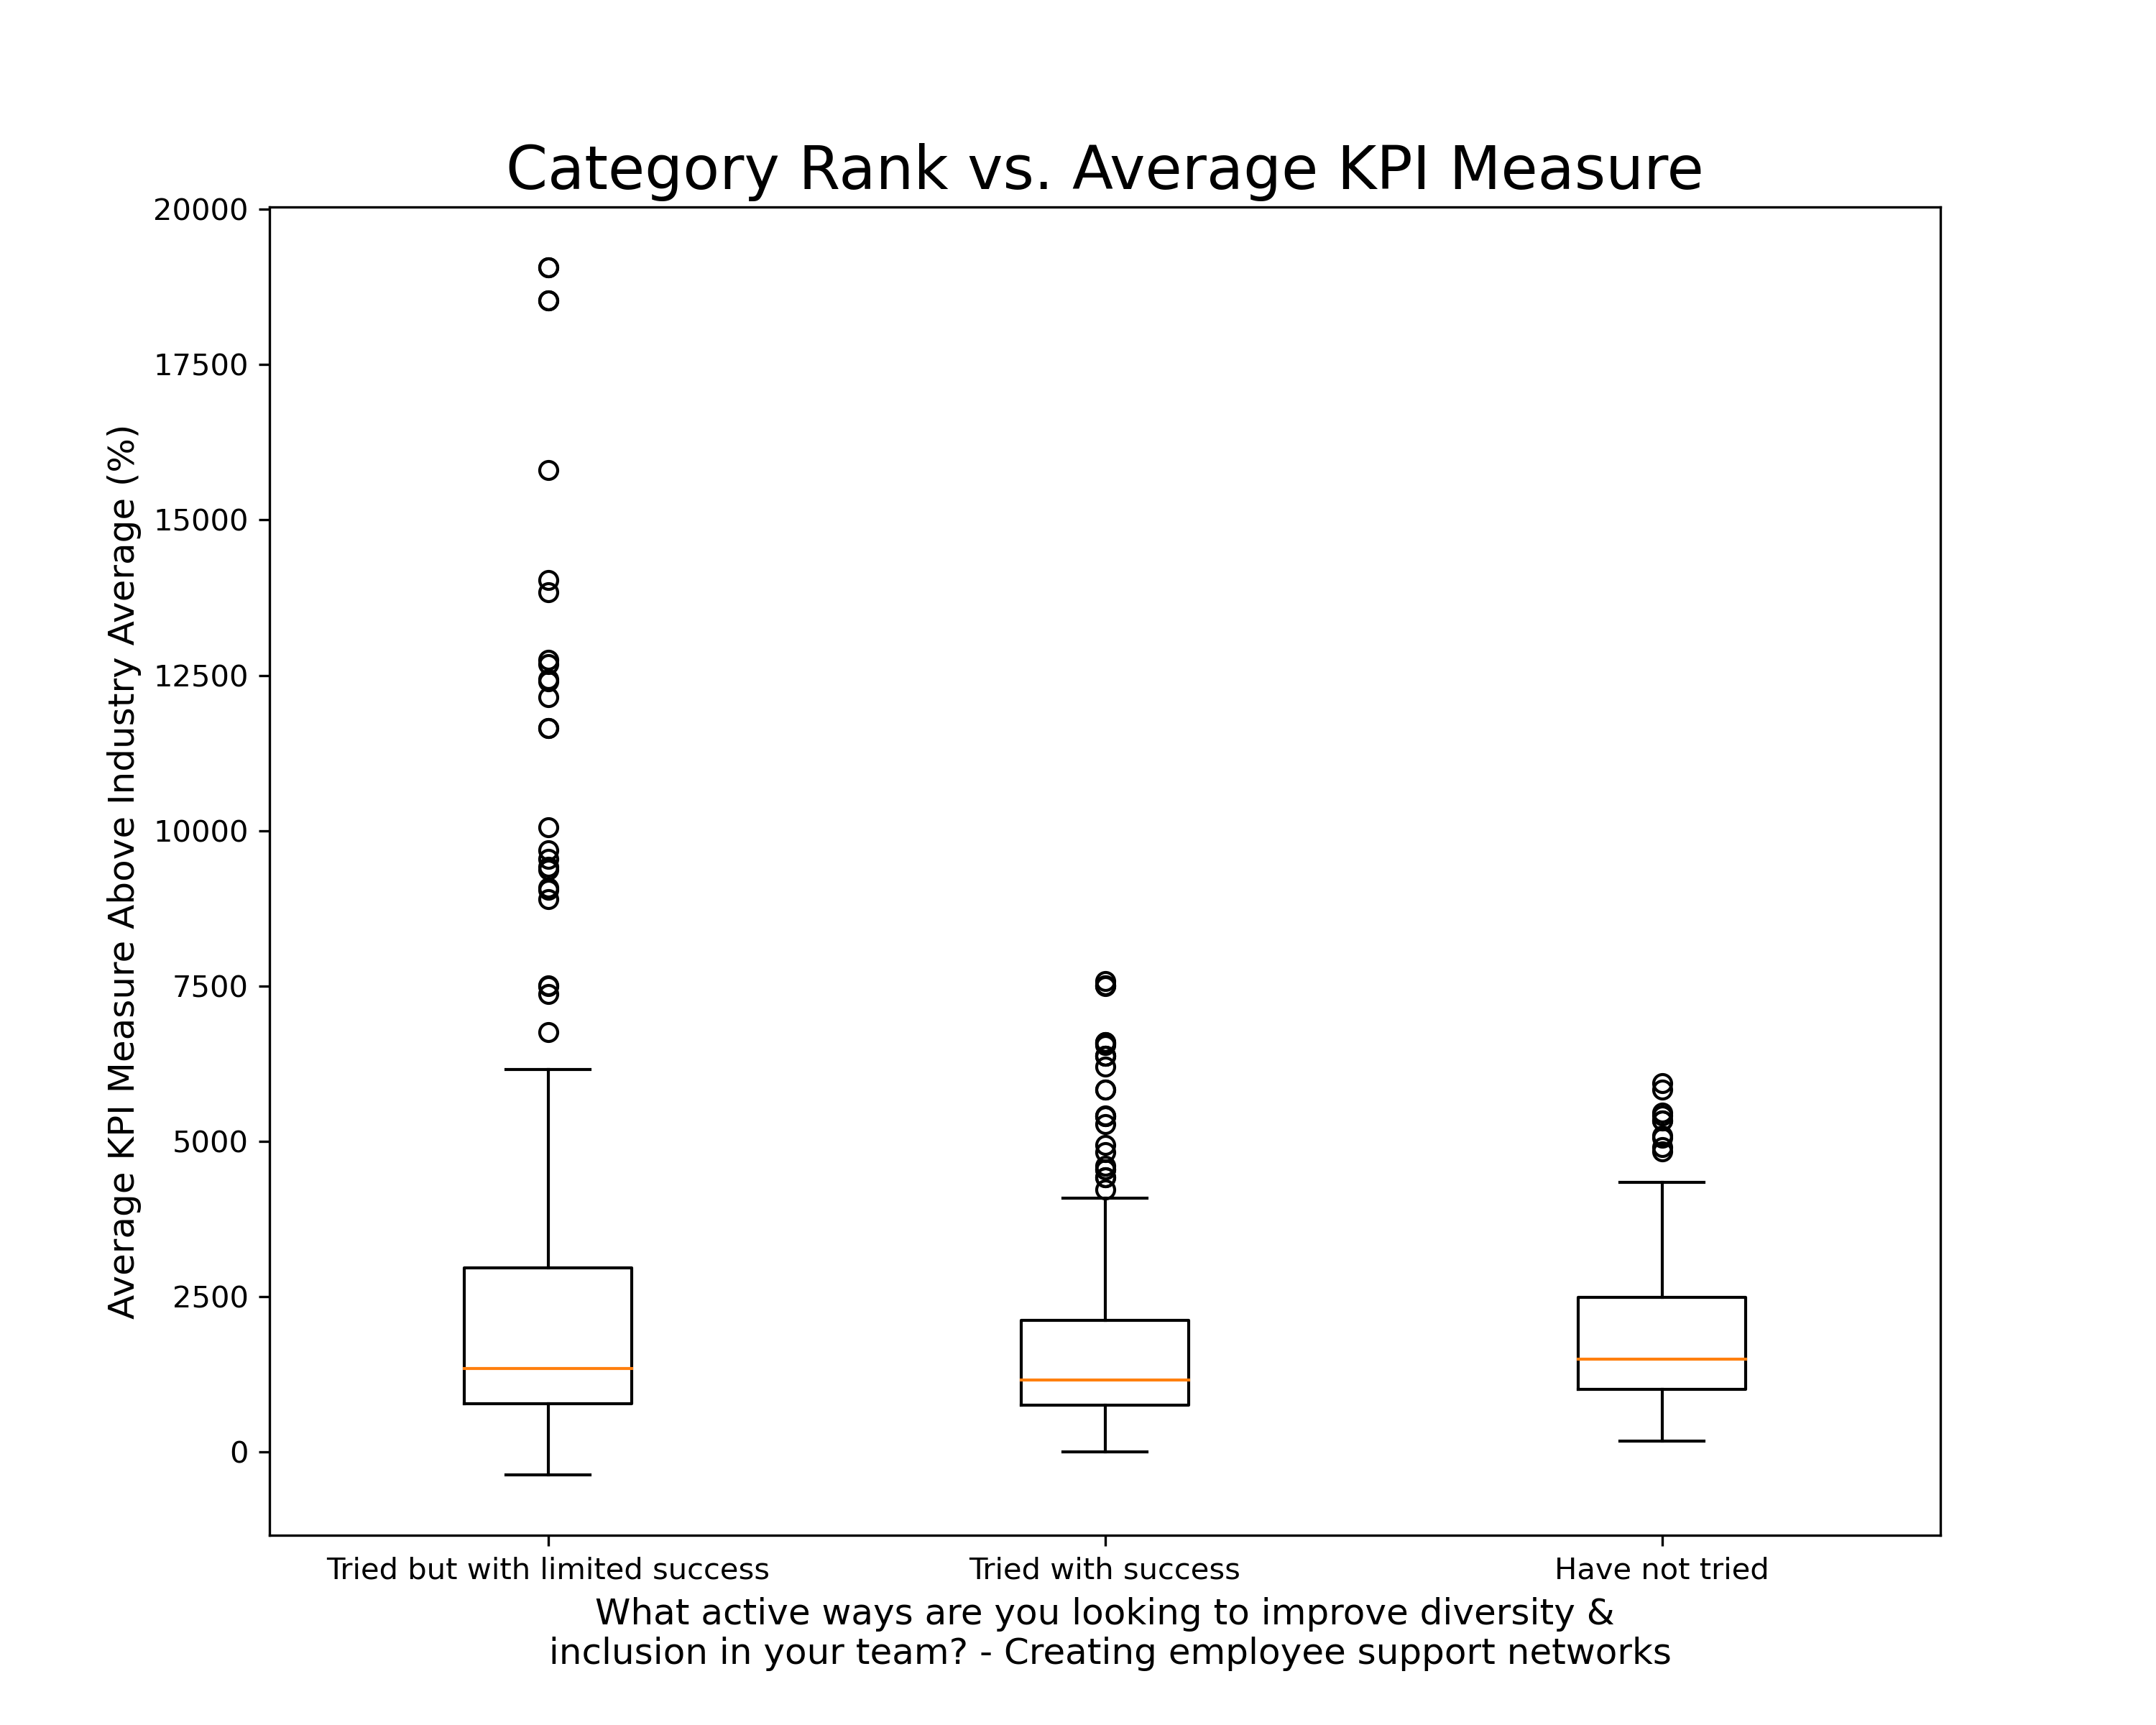 Category Rank vs. Average KPI Measure
Average KPI Measure Above Industry Average (%)
20000
17500
15000
12500
10000
7500
5000
2500
0
Tried but with limited success
Tried with success
Have not tried
What active ways are you looking to improve diversity &
inclusion in your team? - Creating employee support networks